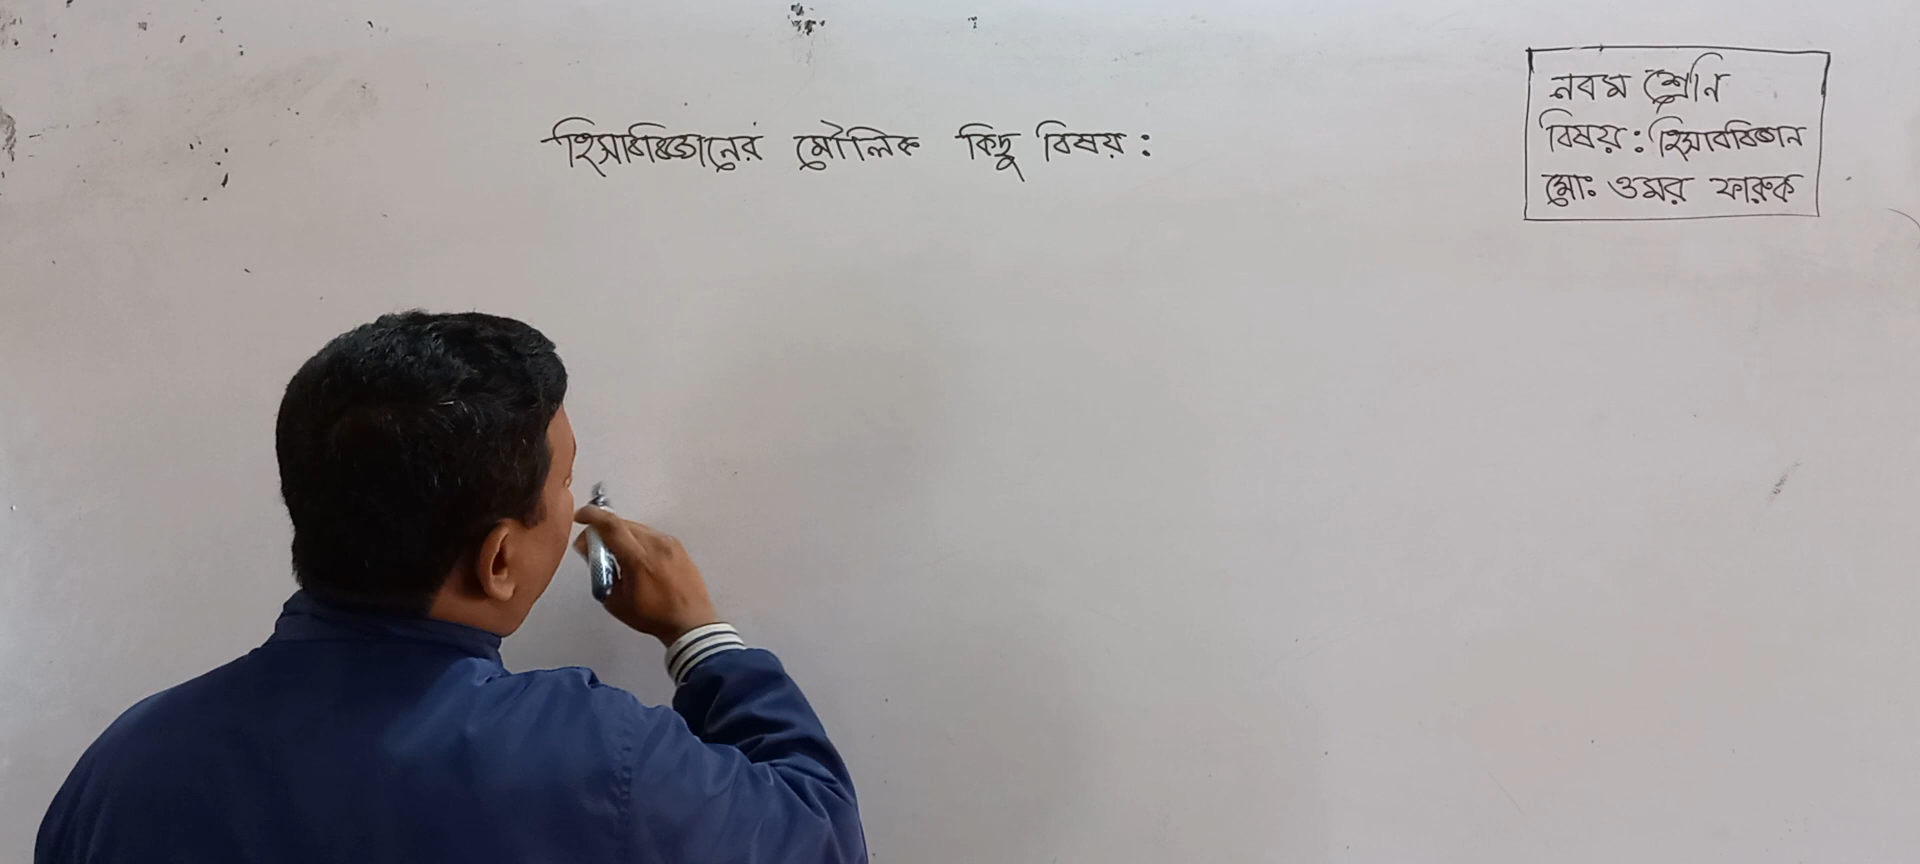 হিসাববিজ্ঞানের মৌলিক কিছু বিষয় :
নবম শ্রেনি
বিষয় : হিসাববিজ্ঞান
মোঃ ওমর ফারুক